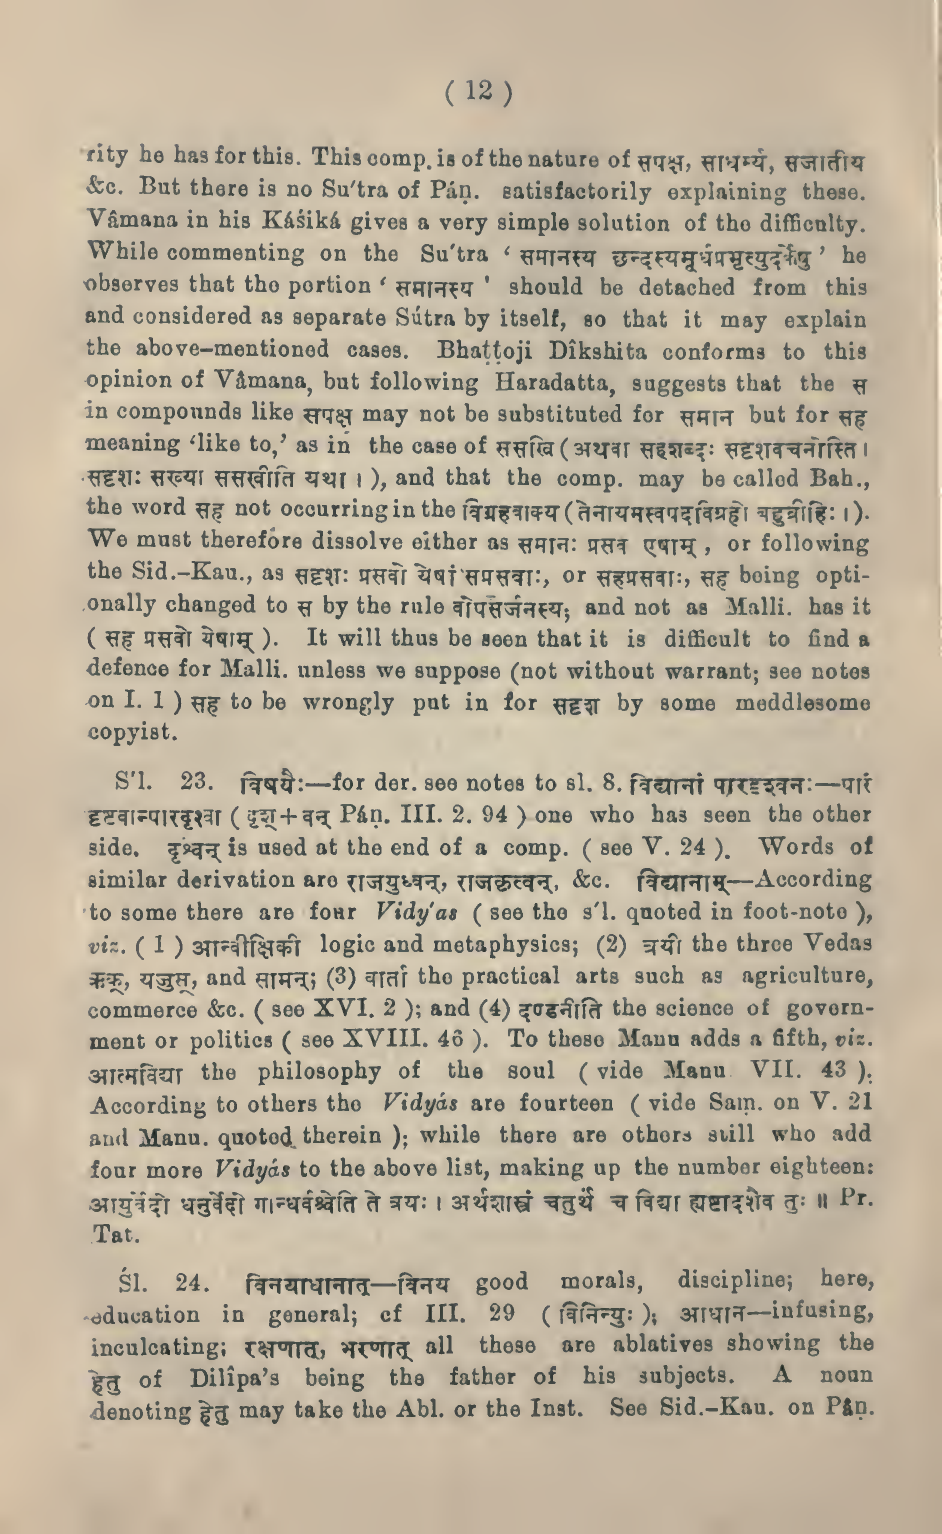 ( 12 )
rity he has for this. This comp. is of the nature of सपक्ष, साधर्म्य, सजातीय
&c. But there is no Su'tra of Páṇ. satisfactorily explaining these.
Vâmana in his Káśiká gives a very simple solution of the difficulty.
While commenting on the Su'tra ' समानस्य छन्दस्यमूर्धप्रभृत्युदर्केषु ' he
observes that the portion ' समानस्य ' should be detached from this
and considered as separate Sútra by itself, so that it may explain
the above-mentioned cases. Bhaṭṭoji Dîkshita conforms to this
opinion of Vâmana, but following Haradatta, suggests that the स
in compounds like सपक्ष may not be substituted for समान but for सह
meaning 'like to,' as in the case of ससखि ( अथवा सहशब्दः सदृशवचनोस्ति ।
सदृशः सख्या ससखीति यथा । ), and that the comp. may be called Bah.,
the word सह not occurring in the विग्रहवाक्य ( तेनायमस्वपदविग्रहो बहुव्रीहिः । ).
We must therefore dissolve either as समानः प्रसव एषाम् , or following
the Sid.-Kau., as सदृशः प्रसवो येषां सप्रसवाः, or सहप्रसवाः, सह being opti-
onally changed to स by the rule वोपसर्जनस्य; and not as Malli. has it
( सह प्रसवो येषाम् ). It will thus be seen that it is difficult to find a
defence for Malli. unless we suppose (not without warrant; see notes
on I. 1 ) सह to be wrongly put in for सदृश by some meddlesome
copyist.
S'l. 23. विषयैः—for der. see notes to sl. 8. विद्यानां पारदृश्वनः—पारं
दृष्टवान्पारदृश्वा ( दृश्+वन् Páṇ. III. 2. 94 ) one who has seen the other
side. दृश्वन् is used at the end of a comp. ( see V. 24 ). Words of
similar derivation are राजयुध्वन्, राजकृत्वन्, &c. विद्यानाम्—According
to some there are four Vidy'as ( see the s'l. quoted in foot-note ),
viz. ( 1 ) आन्वीक्षिकी logic and metaphysics; (2) त्रयी the three Vedas
ऋक्, यजुस्, and सामन्; (3) वार्ता the practical arts such as agriculture,
commerce &c. ( see XVI. 2 ); and (4) दण्डनीति the science of govern-
ment or politics ( see XVIII. 46 ). To these Manu adds a fifth, viz.
आत्मविद्या the philosophy of the soul ( vide Manu VII. 43 ).
According to others the Vidyás are fourteen ( vide Saṃ. on V. 21
and Manu. quoted therein ); while there are others still who add
four more Vidyás to the above list, making up the number eighteen:
आयुर्वेदो धनुर्वेदो गान्धर्वश्चेति ते त्रयः । अर्थशास्त्रं चतुर्थं च विद्या ह्यष्टादशैव तुः ॥ Pr.
Tat.
Śl. 24. विनयाधानात्—विनय good morals, discipline; here,
education in general; cf III. 29 ( विनिन्युः ); आधान—infusing,
inculcating; रक्षणात्, भरणात् all these are ablatives showing the
हेतु of Dilîpa's being the father of his subjects. A noun
denoting हेतु may take the Abl. or the Inst. See Sid.-Kau. on Pâṇ.